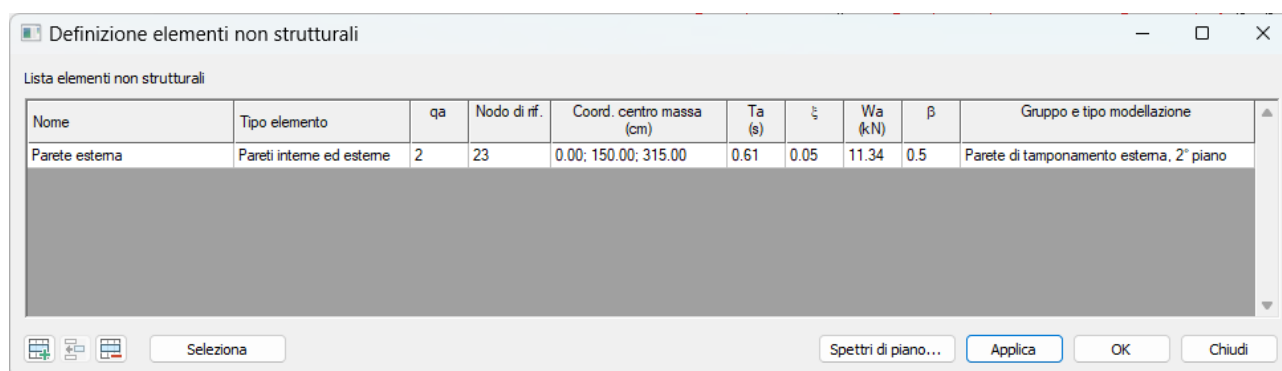 Definizione elementi non strutturali
Lista elementi non strutturali
Nome Tipo elemento qa Nodo di rif. Coord. centro massa (cm) Ta (s) ξ Wa (kN) β Gruppo e tipo modellazione
Parete esterna Pareti interne ed esterne 2 23 0.00; 150.00; 315.00 0.61 0.05 11.34 0.5 Parete di tamponamento esterna, 2° piano
Seleziona Spettri di piano... Applica OK Chiudi